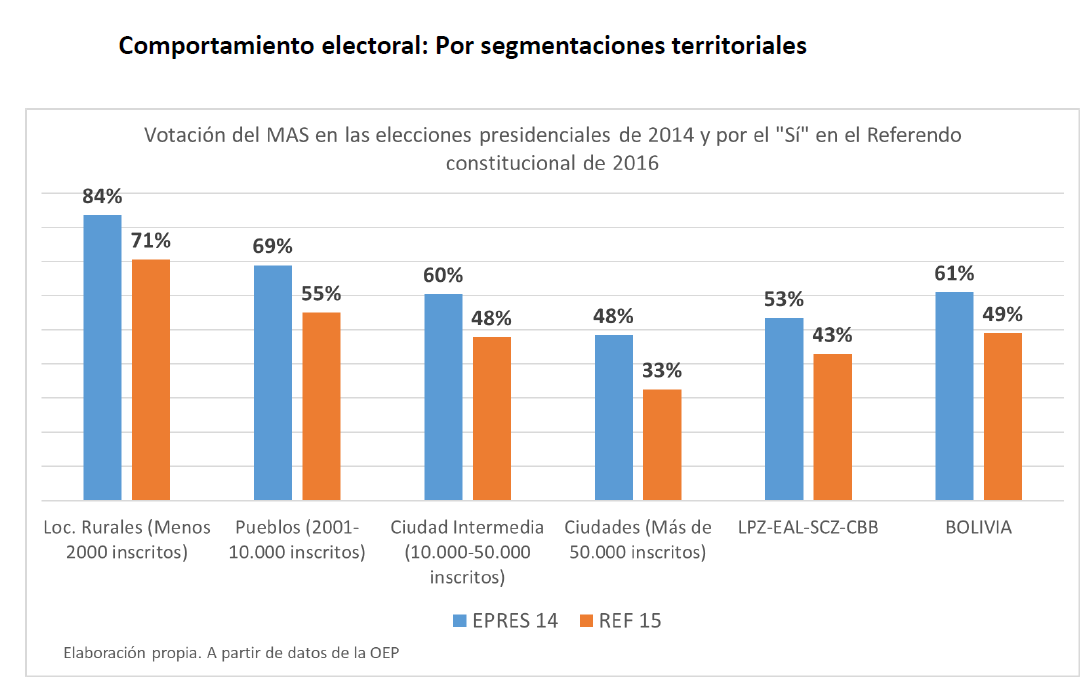 Comportamiento electoral: Por segmentaciones territoriales
Votación del MAS en las elecciones presidenciales de 2014 y por el "Sí" en el Referendo
constitucional de 2016
84%
71%
69%
55%
60%
48%
48%
33%
53%
43%
61%
49%
Loc. Rurales (Menos
2000 inscritos)
Pueblos (2001-
10.000 inscritos)
Ciudad Intermedia
(10.000-50.000
inscritos)
Ciudades (Más de
50.000 inscritos)
LPZ-EAL-SCZ-CBB
BOLIVIA
EPRES 14
REF 15
Elaboración propia. A partir de datos de la OEP